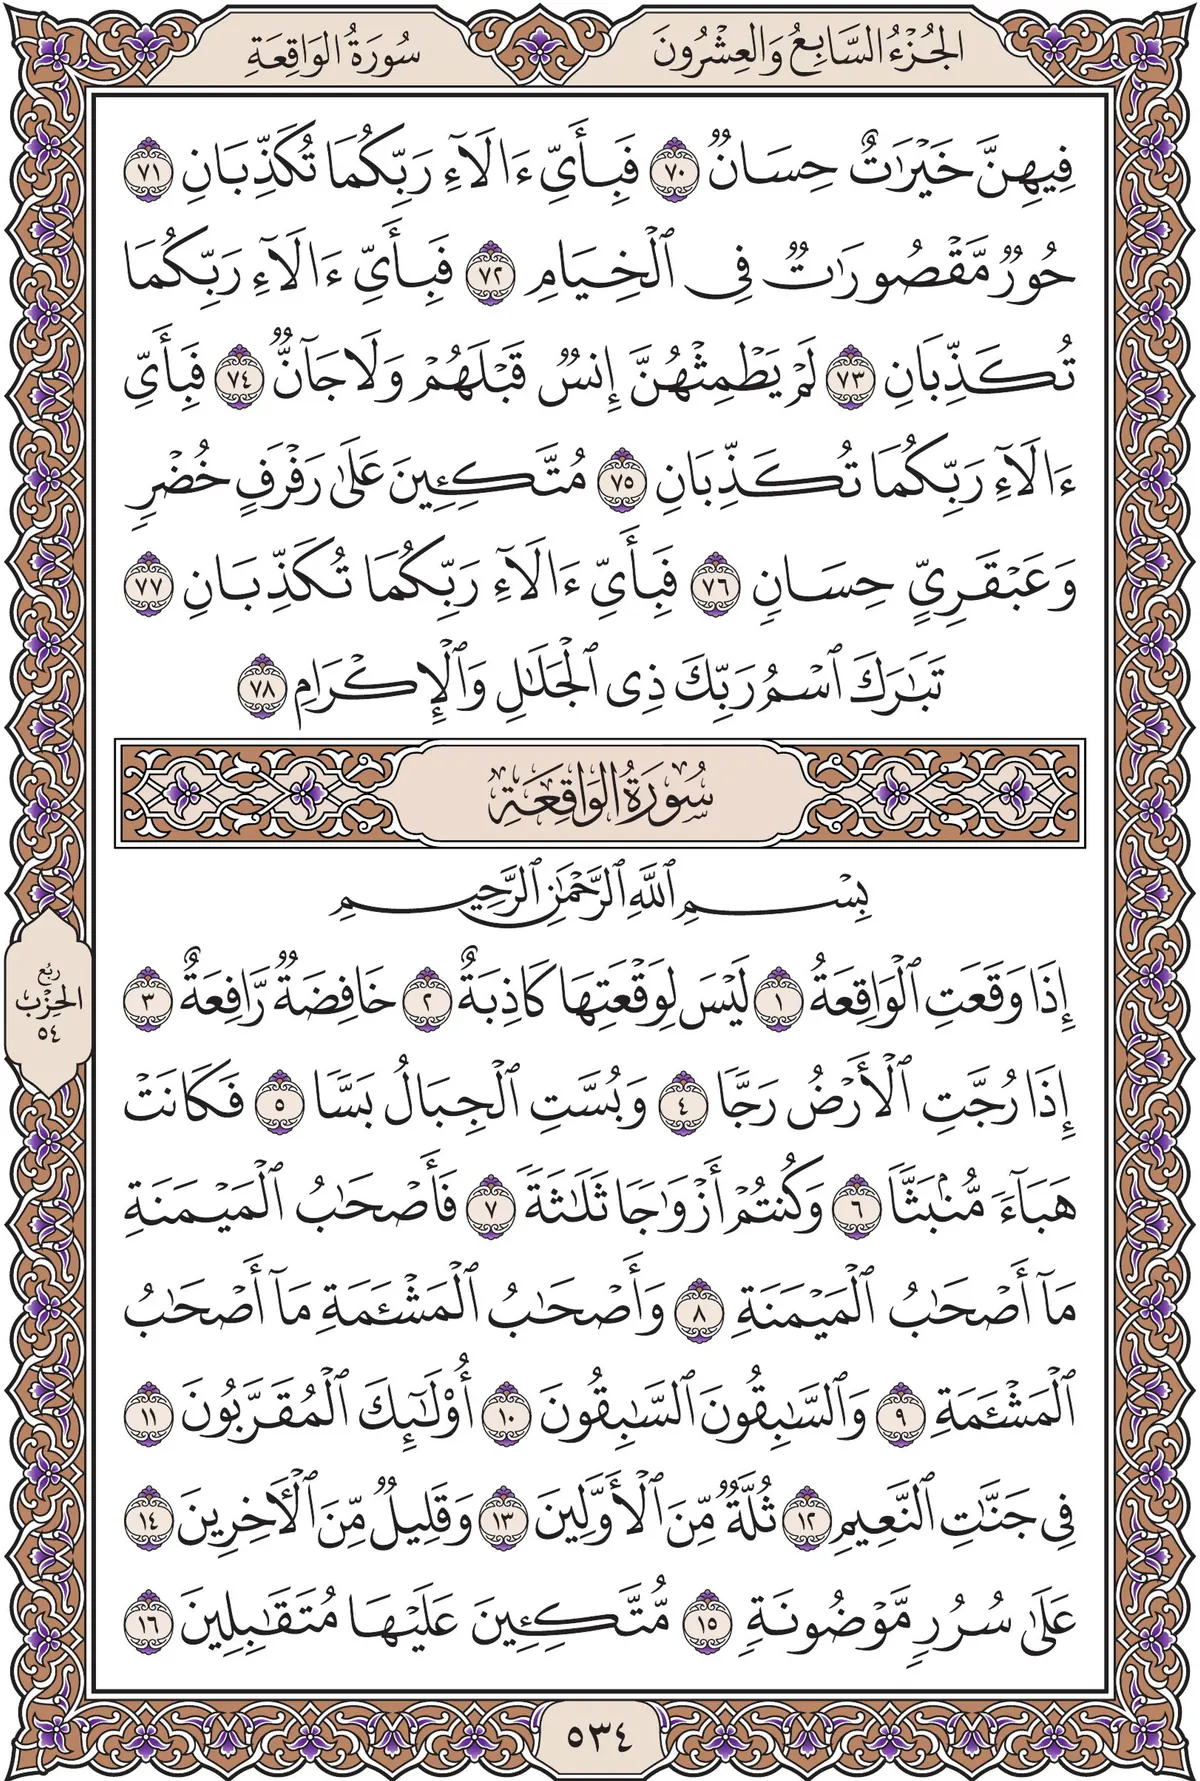 الجُزْءُ السَّابِعُ وَالعِشْرُونَ
سُورَةُ الوَاقِعَةِ
فِيهِنَّ خَيْرَٰتٌ حِسَانٌ ٧٠ فَبِأَيِّ ءَالَآءِ رَبِّكُمَا تُكَذِّبَانِ ٧١
حُورٌ مَّقْصُورَٰتٌ فِى ٱلْخِيَامِ ٧٢ فَبِأَيِّ ءَالَآءِ رَبِّكُمَا
تُكَذِّبَانِ ٧٣ لَمْ يَطْمِثْهُنَّ إِنسٌ قَبْلَهُمْ وَلَا جَآنٌّ ٧٤ فَبِأَيِّ
ءَالَآءِ رَبِّكُمَا تُكَذِّبَانِ ٧٥ مُتَّكِـِٔينَ عَلَىٰ رَفْرَفٍ خُضْرٍ
وَعَبْقَرِيٍّ حِسَانٍ ٧٦ فَبِأَيِّ ءَالَآءِ رَبِّكُمَا تُكَذِّبَانِ ٧٧
تَبَٰرَكَ ٱسْمُ رَبِّكَ ذِى ٱلْجَلَٰلِ وَٱلْإِكْرَامِ ٧٨
سُورَةُ الوَاقِعَةِ
بِسْمِ ٱللَّهِ ٱلرَّحْمَٰنِ ٱلرَّحِيمِ
إِذَا وَقَعَتِ ٱلْوَاقِعَةُ ١ لَيْسَ لِوَقْعَتِهَا كَاذِبَةٌ ٢ خَافِضَةٌ رَّافِعَةٌ ٣
إِذَا رُجَّتِ ٱلْأَرْضُ رَجًّا ٤ وَبُسَّتِ ٱلْجِبَالُ بَسًّا ٥ فَكَانَتْ
هَبَآءً مُّنۢبَثًّا ٦ وَكُنتُمْ أَزْوَٰجًا ثَلَٰثَةً ٧ فَأَصْحَٰبُ ٱلْمَيْمَنَةِ
مَآ أَصْحَٰبُ ٱلْمَيْمَنَةِ ٨ وَأَصْحَٰبُ ٱلْمَشْـَٔمَةِ مَآ أَصْحَٰبُ
ٱلْمَشْـَٔمَةِ ٩ وَٱلسَّٰبِقُونَ ٱلسَّٰبِقُونَ ١٠ أُو۟لَٰٓئِكَ ٱلْمُقَرَّبُونَ ١١
فِى جَنَّٰتِ ٱلنَّعِيمِ ١٢ ثُلَّةٌ مِّنَ ٱلْأَوَّلِينَ ١٣ وَقَلِيلٌ مِّنَ ٱلْـَٔاخِرِينَ ١٤
عَلَىٰ سُرُرٍ مَّوْضُونَةٍ ١٥ مُّتَّكِـِٔينَ عَلَيْهَا مُتَقَٰبِلِينَ ١٦
رُبُع
الحِزْب
٥٤
٥٣٤